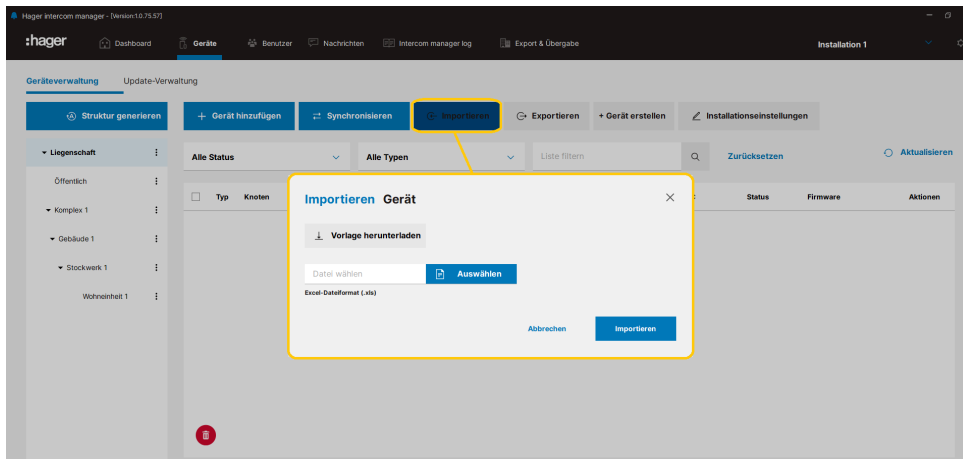 Hager intercom manager - [Version:1.0.75.57]
:hager Dashboard Geräte Benutzer Nachrichten Intercom manager log Export & Übergabe Installation 1
Geräteverwaltung Update-Verwaltung
Struktur generieren + Gerät hinzufügen Synchronisieren Importieren Exportieren + Gerät erstellen Installationseinstellungen
Liegenschaft
Alle Status Alle Typen Liste filtern Zurücksetzen Aktualisieren
Öffentlich
Typ Knoten Status Firmware Aktionen
Komplex 1
Gebäude 1
Stockwerk 1
Wohneinheit 1
Importieren Gerät
Vorlage herunterladen
Datei wählen Auswählen
Excel-Dateiformat (.xls)
Abbrechen Importieren